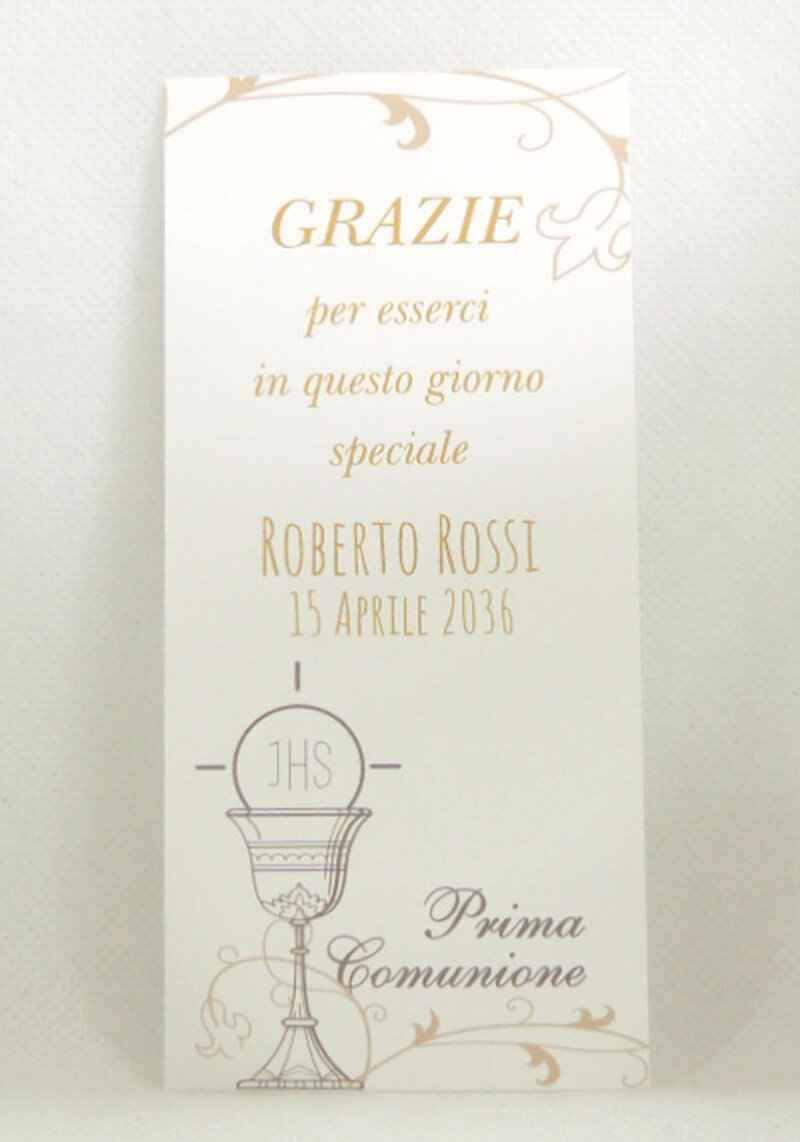 GRAZIE
per esserci
in questo giorno
speciale
ROBERTO ROSSI
15 APRILE 2036
JHS
Prima
Comunione